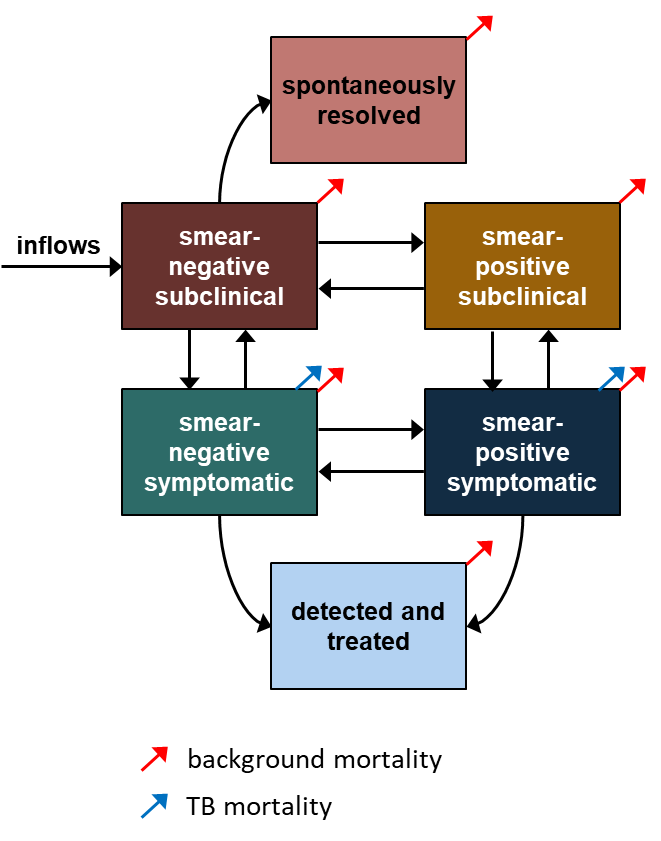 spontaneously
resolved
inflows
smear-
negative
subclinical
smear-
positive
subclinical
smear-
negative
symptomatic
smear-
positive
symptomatic
detected and
treated
background mortality
TB mortality